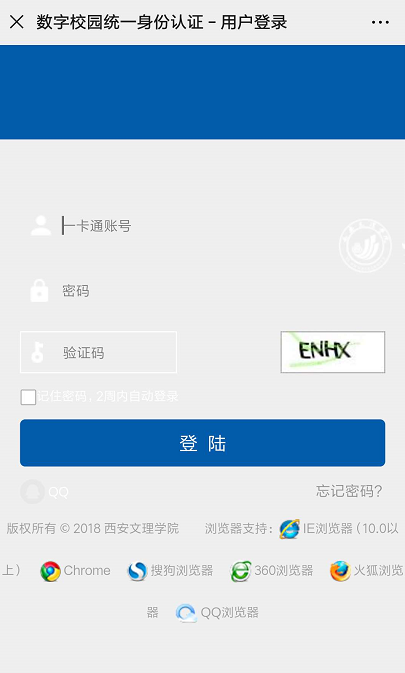 数字校园统一身份认证 - 用户登录
一卡通账号
密码
验证码
ENHX
记住密码，2周内自动登录
登 陆
QQ
忘记密码?
版权所有 © 2018 西安文理学院 浏览器支持: IE浏览器 (10.0以
上) Chrome 搜狗浏览器 360浏览器 火狐浏览
器 QQ浏览器